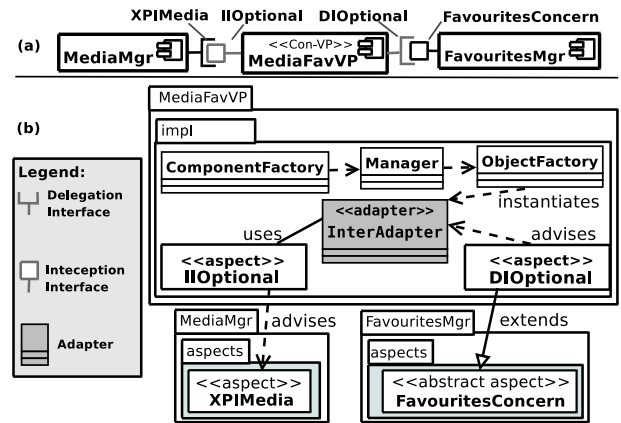 XPIMedia IIOptional DIOptional FavouritesConcern
(a)
MediaMgr
<<Con-VP>>
MediaFavVP
FavouritesMgr
MediaFavVP
(b)
impl
ComponentFactory
Manager
ObjectFactory
Legend:
Delegation
Interface
Inteception
Interface
Adapter
<<adapter>>
InterAdapter
instantiates
uses
advises
<<aspect>>
IIOptional
<<aspect>>
DIOptional
MediaMgr
advises
FavouritesMgr
extends
aspects
<<aspect>>
XPIMedia
aspects
<<abstract aspect>>
FavouritesConcern